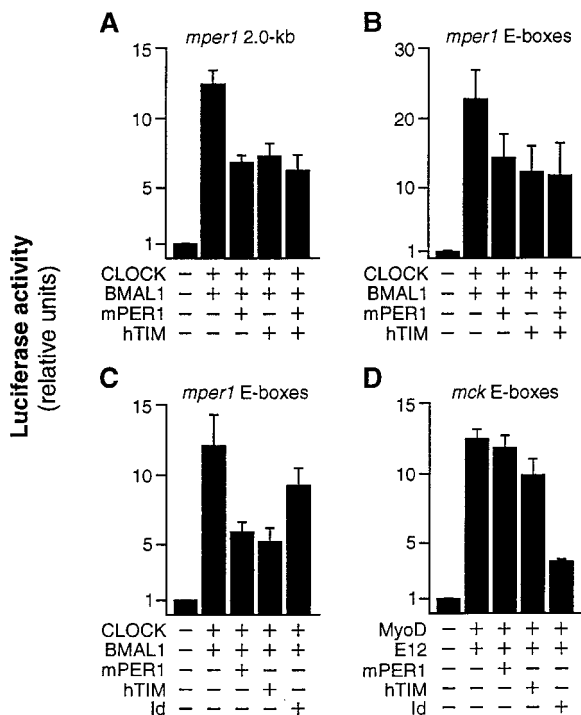 Luciferase activity
(relative units)
A
mper1 2.0-kb
15
10
5
1
CLOCK − + + + +
BMAL1 − + + + +
mPER1 − − + − +
hTIM − − − + +
B
mper1 E-boxes
30
20
10
1
CLOCK − + + + +
BMAL1 − + + + +
mPER1 − − + − +
hTIM − − − + +
C
mper1 E-boxes
15
10
5
1
CLOCK − + + + +
BMAL1 − + + + +
mPER1 − − + − −
hTIM − − − + −
Id − − − − +
D
mck E-boxes
15
10
5
1
MyoD − + + + +
E12 − + + + +
mPER1 − − + − −
hTIM − − − + −
Id − − − − +